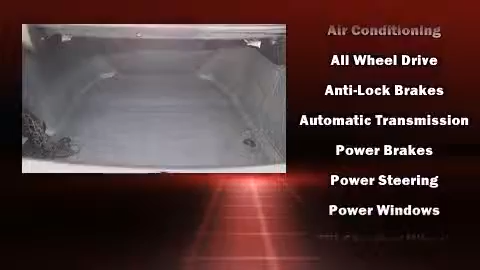 Air Conditioning
All Wheel Drive
Anti-Lock Brakes
Automatic Transmission
Power Brakes
Power Steering
Power Windows